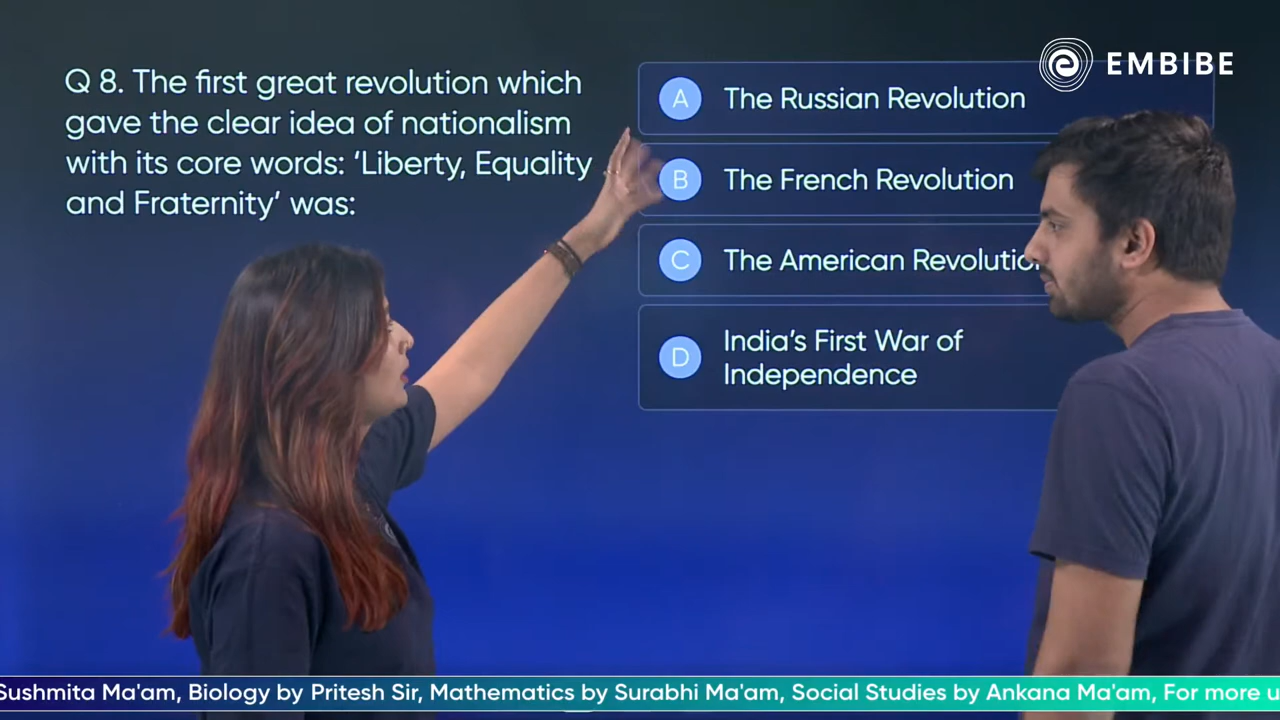 EMBIBE
Q 8. The first great revolution which
gave the clear idea of nationalism
with its core words: ‘Liberty, Equality
and Fraternity’ was:
A The Russian Revolution
B The French Revolution
C The American Revolution
D India’s First War of
Independence
Sushmita Ma'am, Biology by Pritesh Sir, Mathematics by Surabhi Ma'am, Social Studies by Ankana Ma'am, For more u